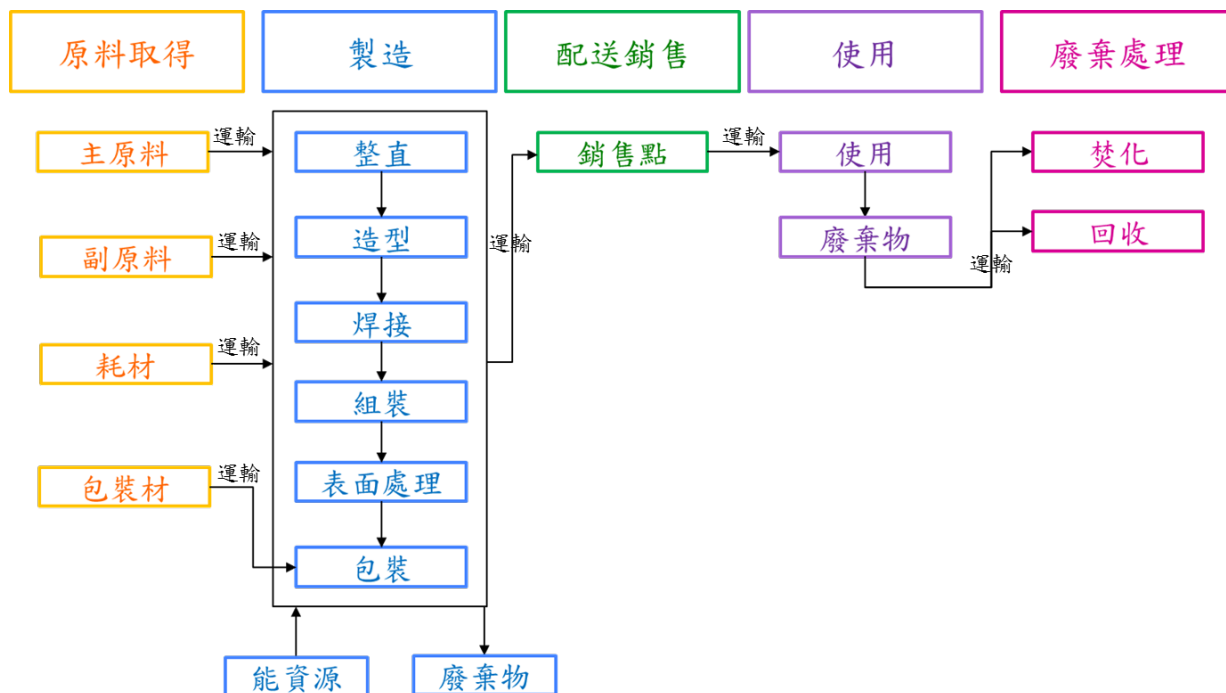 原料取得
製造
配送銷售
使用
廢棄處理
主原料
運輸
整直
銷售點
運輸
使用
焚化
副原料
運輸
造型
運輸
廢棄物
運輸
回收
耗材
運輸
焊接
組裝
包裝材
運輸
表面處理
包裝
能資源
廢棄物